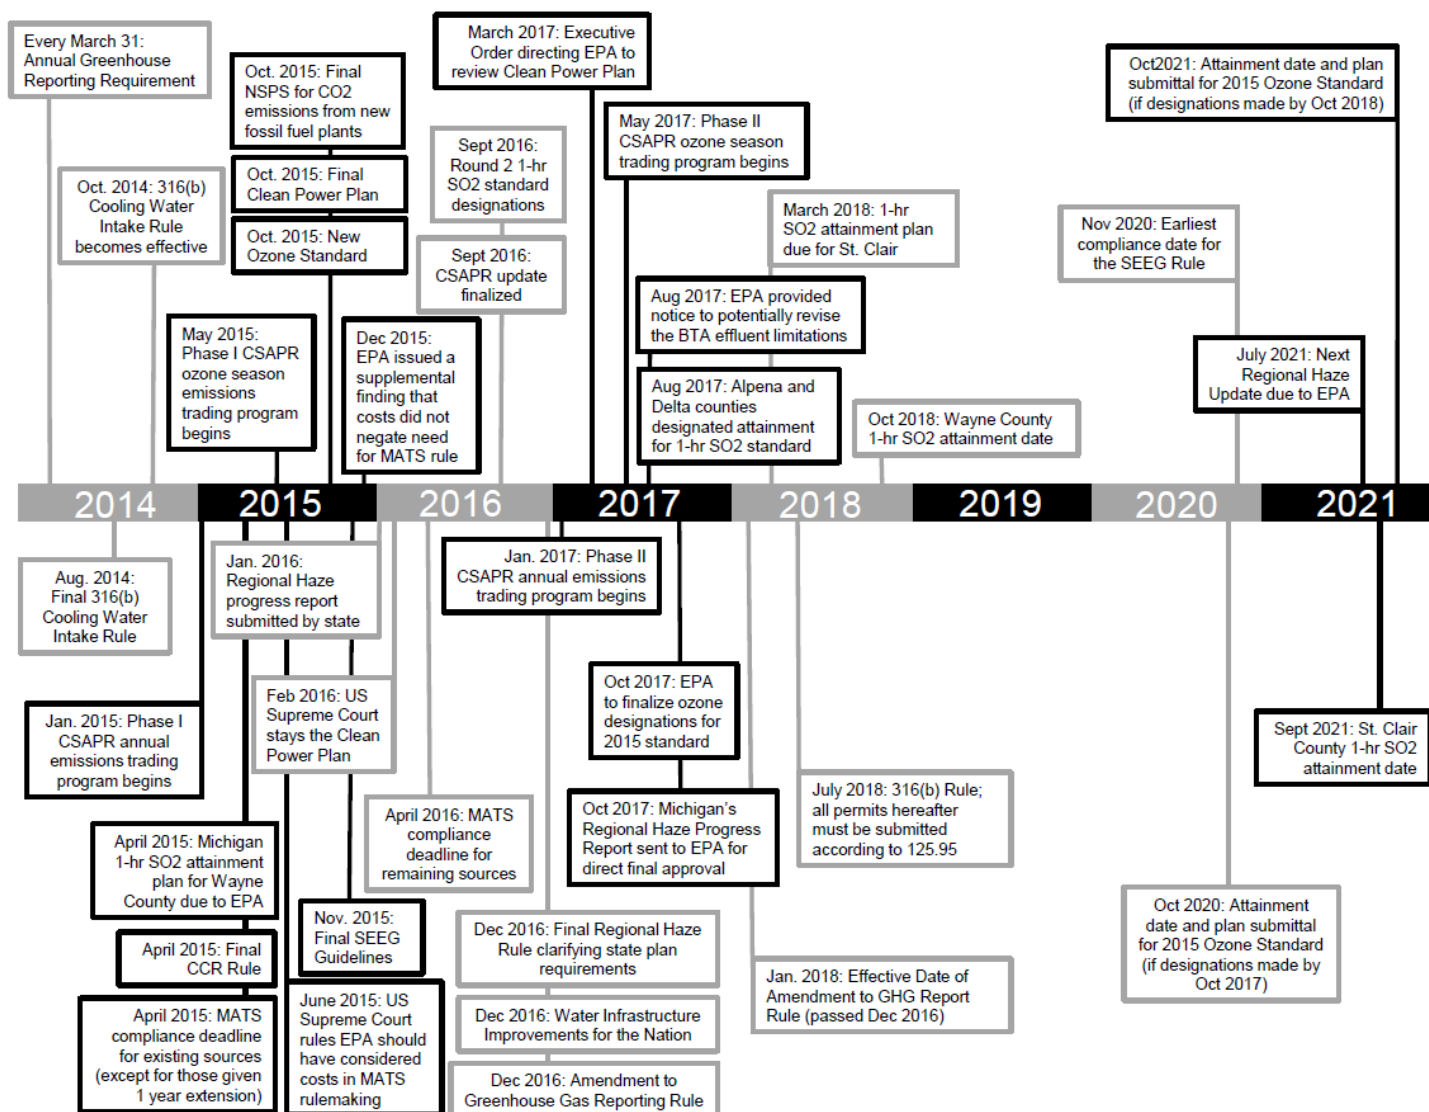 Every March 31:
Annual Greenhouse
Reporting Requirement
Oct. 2014: 316(b)
Cooling Water
Intake Rule
becomes effective
Oct. 2015: Final
NSPS for CO2
emissions from new
fossil fuel plants
Oct. 2015: Final
Clean Power Plan
Oct. 2015: New
Ozone Standard
May 2015:
Phase I CSAPR
ozone season
emissions
trading program
begins
Dec 2015:
EPA issued a
supplemental
finding that
costs did not
negate need
for MATS rule
Sept 2016:
Round 2 1-hr
SO2 standard
designations
Sept 2016:
CSAPR update
finalized
March 2017: Executive
Order directing EPA to
review Clean Power Plan
May 2017: Phase II
CSAPR ozone season
trading program begins
March 2018: 1-hr
SO2 attainment plan
due for St. Clair
Aug 2017: EPA provided
notice to potentially revise
the BTA effluent limitations
Aug 2017: Alpena and
Delta counties
designated attainment
for 1-hr SO2 standard
Oct 2018: Wayne County
1-hr SO2 attainment date
Nov 2020: Earliest
compliance date for
the SEEG Rule
Oct2021: Attainment date and plan
submittal for 2015 Ozone Standard
(if designations made by Oct 2018)
July 2021: Next
Regional Haze
Update due to EPA
2014
2015
2016
2017
2018
2019
2020
2021
Aug. 2014:
Final 316(b)
Cooling Water
Intake Rule
Jan. 2015: Phase I
CSAPR annual
emissions trading
program begins
April 2015: Michigan
1-hr SO2 attainment
plan for Wayne
County due to EPA
April 2015: Final
CCR Rule
April 2015: MATS
compliance deadline
for existing sources
(except for those given
1 year extension)
Jan. 2016:
Regional Haze
progress report
submitted by state
Feb 2016: US
Supreme Court
stays the Clean
Power Plan
Nov. 2015:
Final SEEG
Guidelines
June 2015: US
Supreme Court
rules EPA should
have considered
costs in MATS
rulemaking
April 2016: MATS
compliance
deadline for
remaining sources
Jan. 2017: Phase II
CSAPR annual emissions
trading program begins
Dec 2016: Final Regional Haze
Rule clarifying state plan
requirements
Dec 2016: Water Infrastructure
Improvements for the Nation
Dec 2016: Amendment to
Greenhouse Gas Reporting Rule
Oct 2017: EPA
to finalize ozone
designations for
2015 standard
Oct 2017: Michigan's
Regional Haze Progress
Report sent to EPA for
direct final approval
July 2018: 316(b) Rule;
all permits hereafter
must be submitted
according to 125.95
Jan. 2018: Effective Date of
Amendment to GHG Report
Rule (passed Dec 2016)
Oct 2020: Attainment
date and plan submittal
for 2015 Ozone Standard
(if designations made by
Oct 2017)
Sept 2021: St. Clair
County 1-hr SO2
attainment date